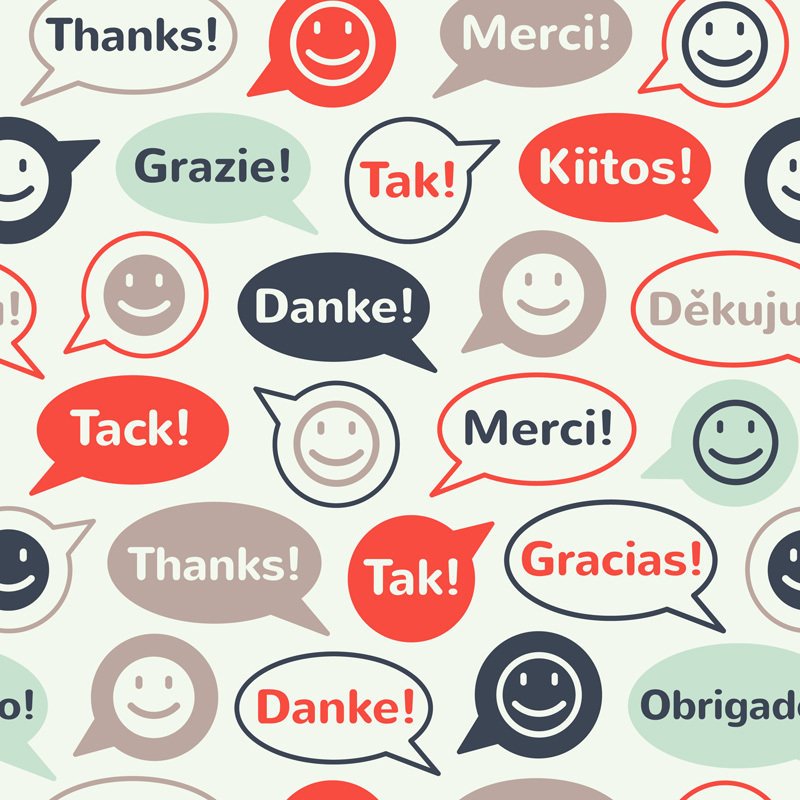 Thanks!
Merci!
Grazie!
Tak!
Kiitos!
Danke!
Děkuju
Tack!
Merci!
Thanks!
Tak!
Gracias!
o!
Danke!
Obrigado